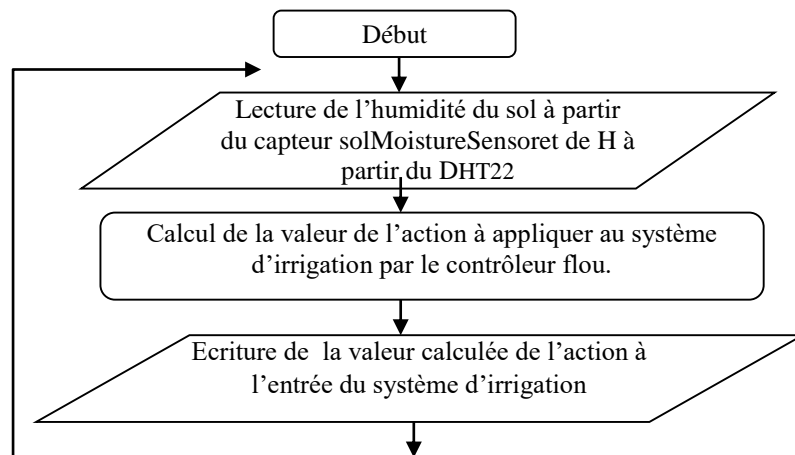 Début
Lecture de l’humidité du sol à partir
du capteur solMoistureSensoret de H à
partir du DHT22
Calcul de la valeur de l’action à appliquer au système
d’irrigation par le contrôleur flou.
Ecriture de la valeur calculée de l’action à
l’entrée du système d’irrigation